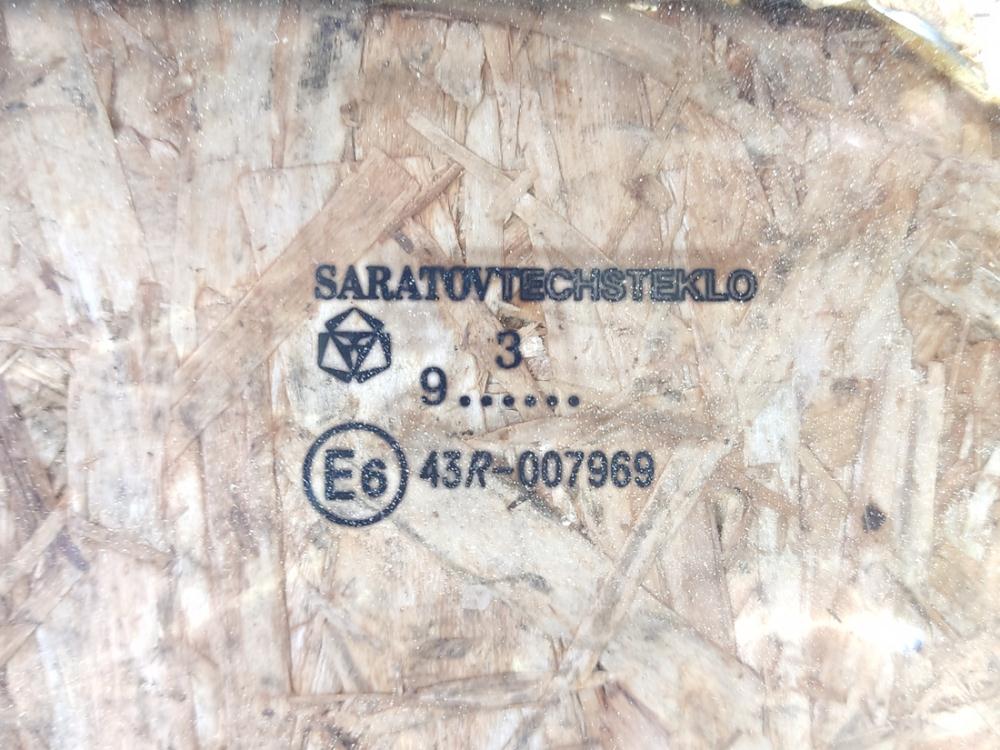 SARATOVTECHSTEKLO
3
9......
E6 43R-007969